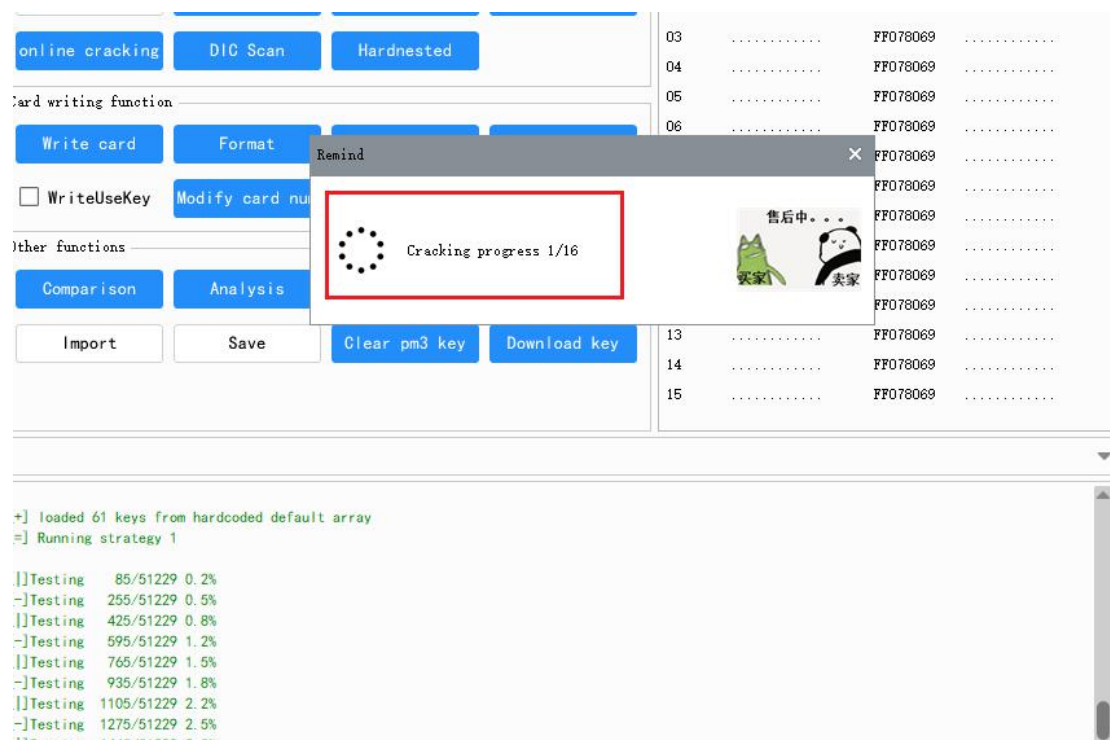 online cracking
DIC Scan
Hardnested
Card writing function
Write card
Format
WriteUseKey
Modify card nu
Other functions
Comparison
Analysis
Import
Save
Clear pm3 key
Download key
Remind
Cracking progress 1/16
售后中。。。
买家
卖家
03 ............ FF078069 ............
04 ............ FF078069 ............
05 ............ FF078069 ............
06 ............ FF078069 ............
FF078069 ............
FF078069 ............
FF078069 ............
FF078069 ............
FF078069 ............
FF078069 ............
13 ............ FF078069 ............
14 ............ FF078069 ............
15 ............ FF078069 ............
+] loaded 61 keys from hardcoded default array
=] Running strategy 1
|]Testing 85/51229 0.2%
-]Testing 255/51229 0.5%
|]Testing 425/51229 0.8%
-]Testing 595/51229 1.2%
|]Testing 765/51229 1.5%
-]Testing 935/51229 1.8%
|]Testing 1105/51229 2.2%
-]Testing 1275/51229 2.5%